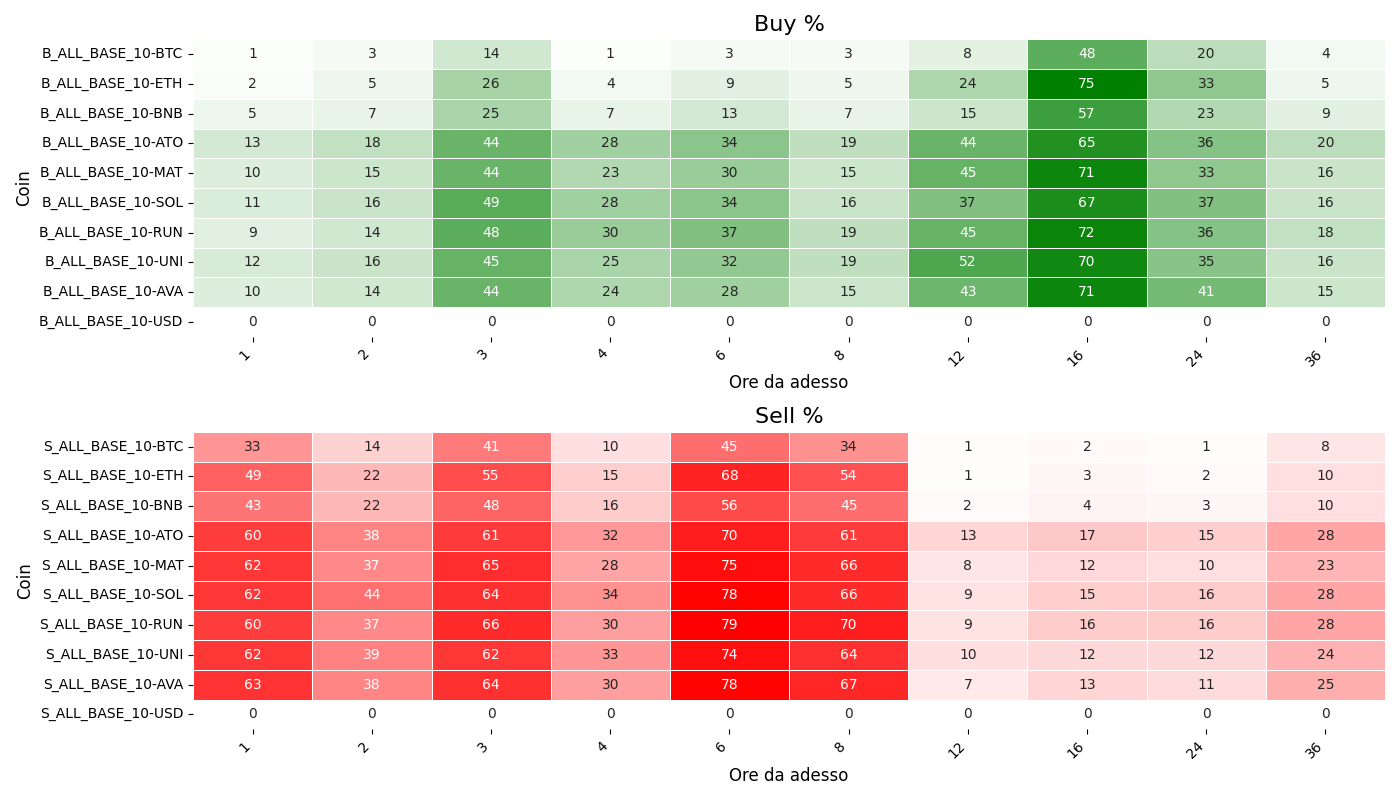 Buy %
Coin
B_ALL_BASE_10-BTC 1 3 14 1 3 3 8 48 20 4
B_ALL_BASE_10-ETH 2 5 26 4 9 5 24 75 33 5
B_ALL_BASE_10-BNB 5 7 25 7 13 7 15 57 23 9
B_ALL_BASE_10-ATO 13 18 44 28 34 19 44 65 36 20
B_ALL_BASE_10-MAT 10 15 44 23 30 15 45 71 33 16
B_ALL_BASE_10-SOL 11 16 49 28 34 16 37 67 37 16
B_ALL_BASE_10-RUN 9 14 48 30 37 19 45 72 36 18
B_ALL_BASE_10-UNI 12 16 45 25 32 19 52 70 35 16
B_ALL_BASE_10-AVA 10 14 44 24 28 15 43 71 41 15
B_ALL_BASE_10-USD 0 0 0 0 0 0 0 0 0 0
1 2 3 4 6 8 12 16 24 36
Ore da adesso
Sell %
Coin
S_ALL_BASE_10-BTC 33 14 41 10 45 34 1 2 1 8
S_ALL_BASE_10-ETH 49 22 55 15 68 54 1 3 2 10
S_ALL_BASE_10-BNB 43 22 48 16 56 45 2 4 3 10
S_ALL_BASE_10-ATO 60 38 61 32 70 61 13 17 15 28
S_ALL_BASE_10-MAT 62 37 65 28 75 66 8 12 10 23
S_ALL_BASE_10-SOL 62 44 64 34 78 66 9 15 16 28
S_ALL_BASE_10-RUN 60 37 66 30 79 70 9 16 16 28
S_ALL_BASE_10-UNI 62 39 62 33 74 64 10 12 12 24
S_ALL_BASE_10-AVA 63 38 64 30 78 67 7 13 11 25
S_ALL_BASE_10-USD 0 0 0 0 0 0 0 0 0 0
1 2 3 4 6 8 12 16 24 36
Ore da adesso